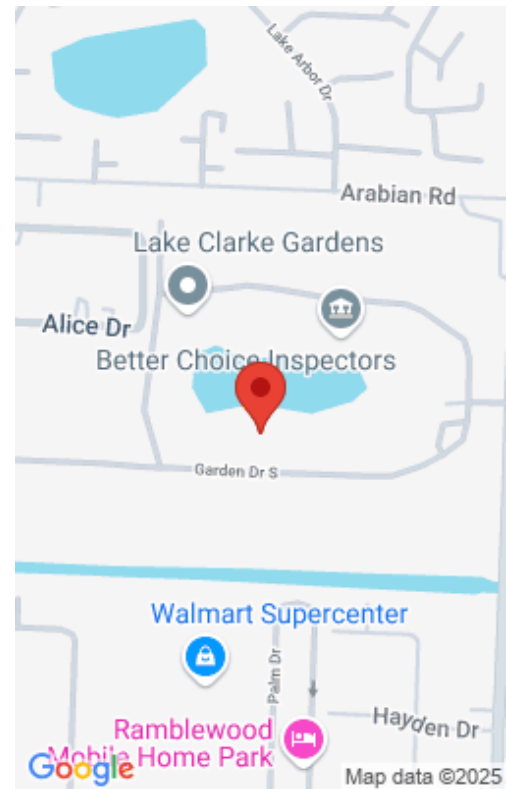 Lake Arbor Dr
Arabian Rd
Lake Clarke Gardens
Alice Dr
Better Choice Inspectors
Garden Dr S
Walmart Supercenter
Palm Dr
Hayden Dr
Ramblewood
Mobile Home Park
Google
Map data ©2025